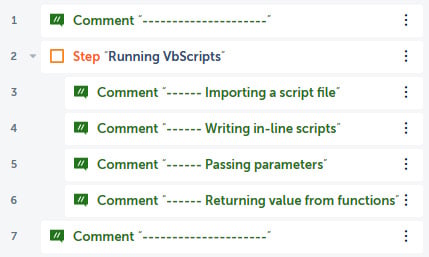 1 // Comment "----------------------"
2 Step "Running VbScripts"
3 // Comment "------ Importing a script file"
4 // Comment "------ Writing in-line scripts"
5 // Comment "------ Passing parameters"
6 // Comment "------ Returning value from functions"
7 // Comment "----------------------"